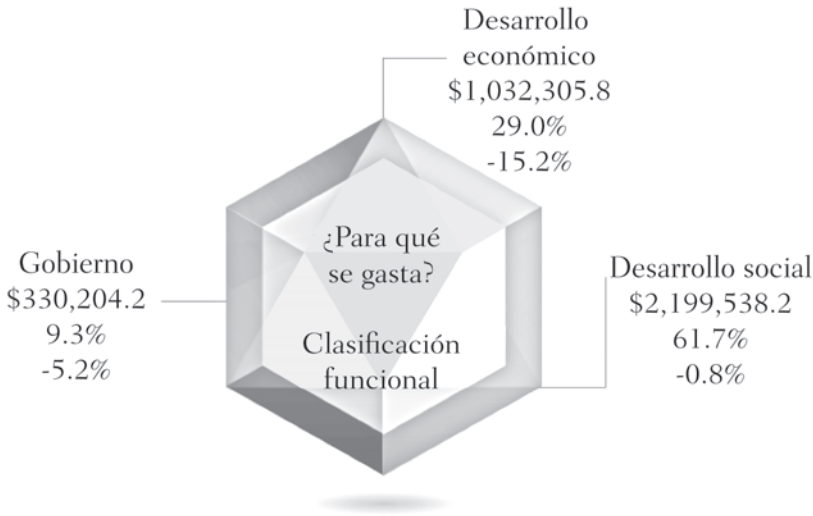 Desarrollo
económico
$1,032,305.8
29.0%
-15.2%
¿Para qué
se gasta?
Clasificación
funcional
Gobierno
$330,204.2
9.3%
-5.2%
Desarrollo social
$2,199,538.2
61.7%
-0.8%